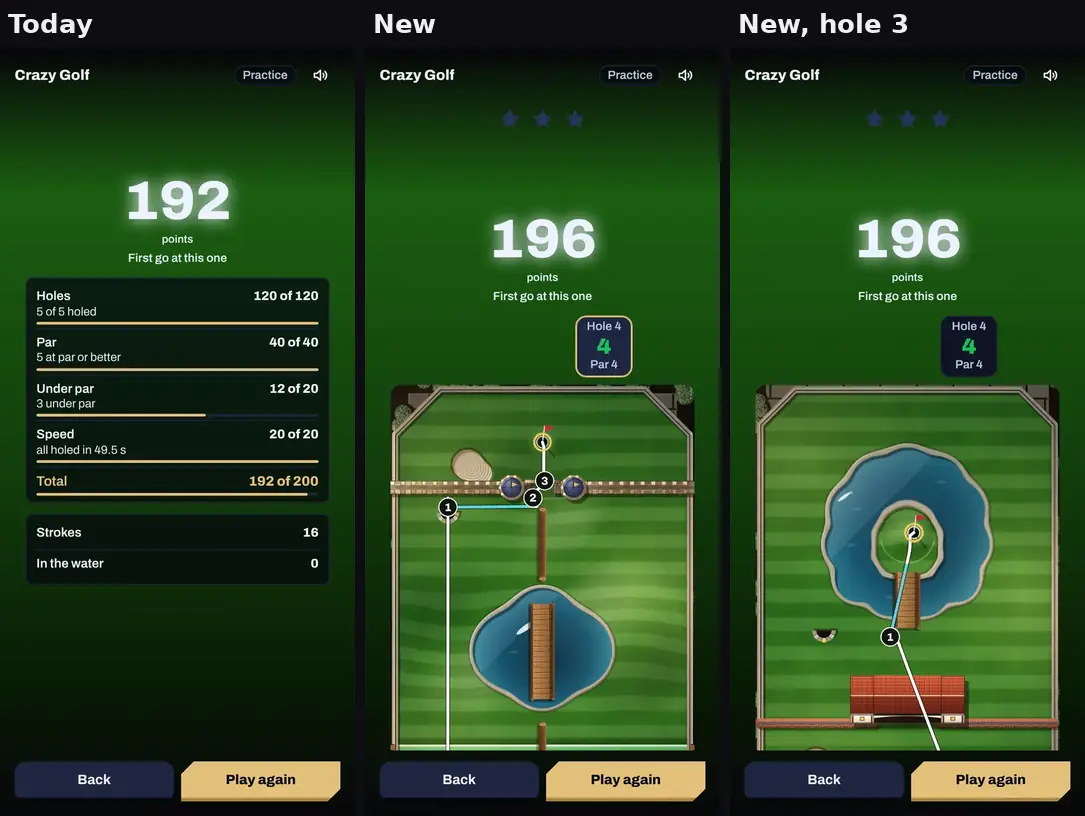 Today
Crazy Golf
Practice
192
points
First go at this one
Holes 120 of 120
5 of 5 holed
Par 40 of 40
5 at par or better
Under par 12 of 20
3 under par
Speed 20 of 20
all holed in 49.5 s
Total 192 of 200
Strokes 16
In the water 0
Back
Play again
New
Crazy Golf
Practice
196
points
First go at this one
Hole 4
4
Par 4
3
2
1
Back
Play again
New, hole 3
Crazy Golf
Practice
196
points
First go at this one
Hole 4
4
Par 4
1
Back
Play again